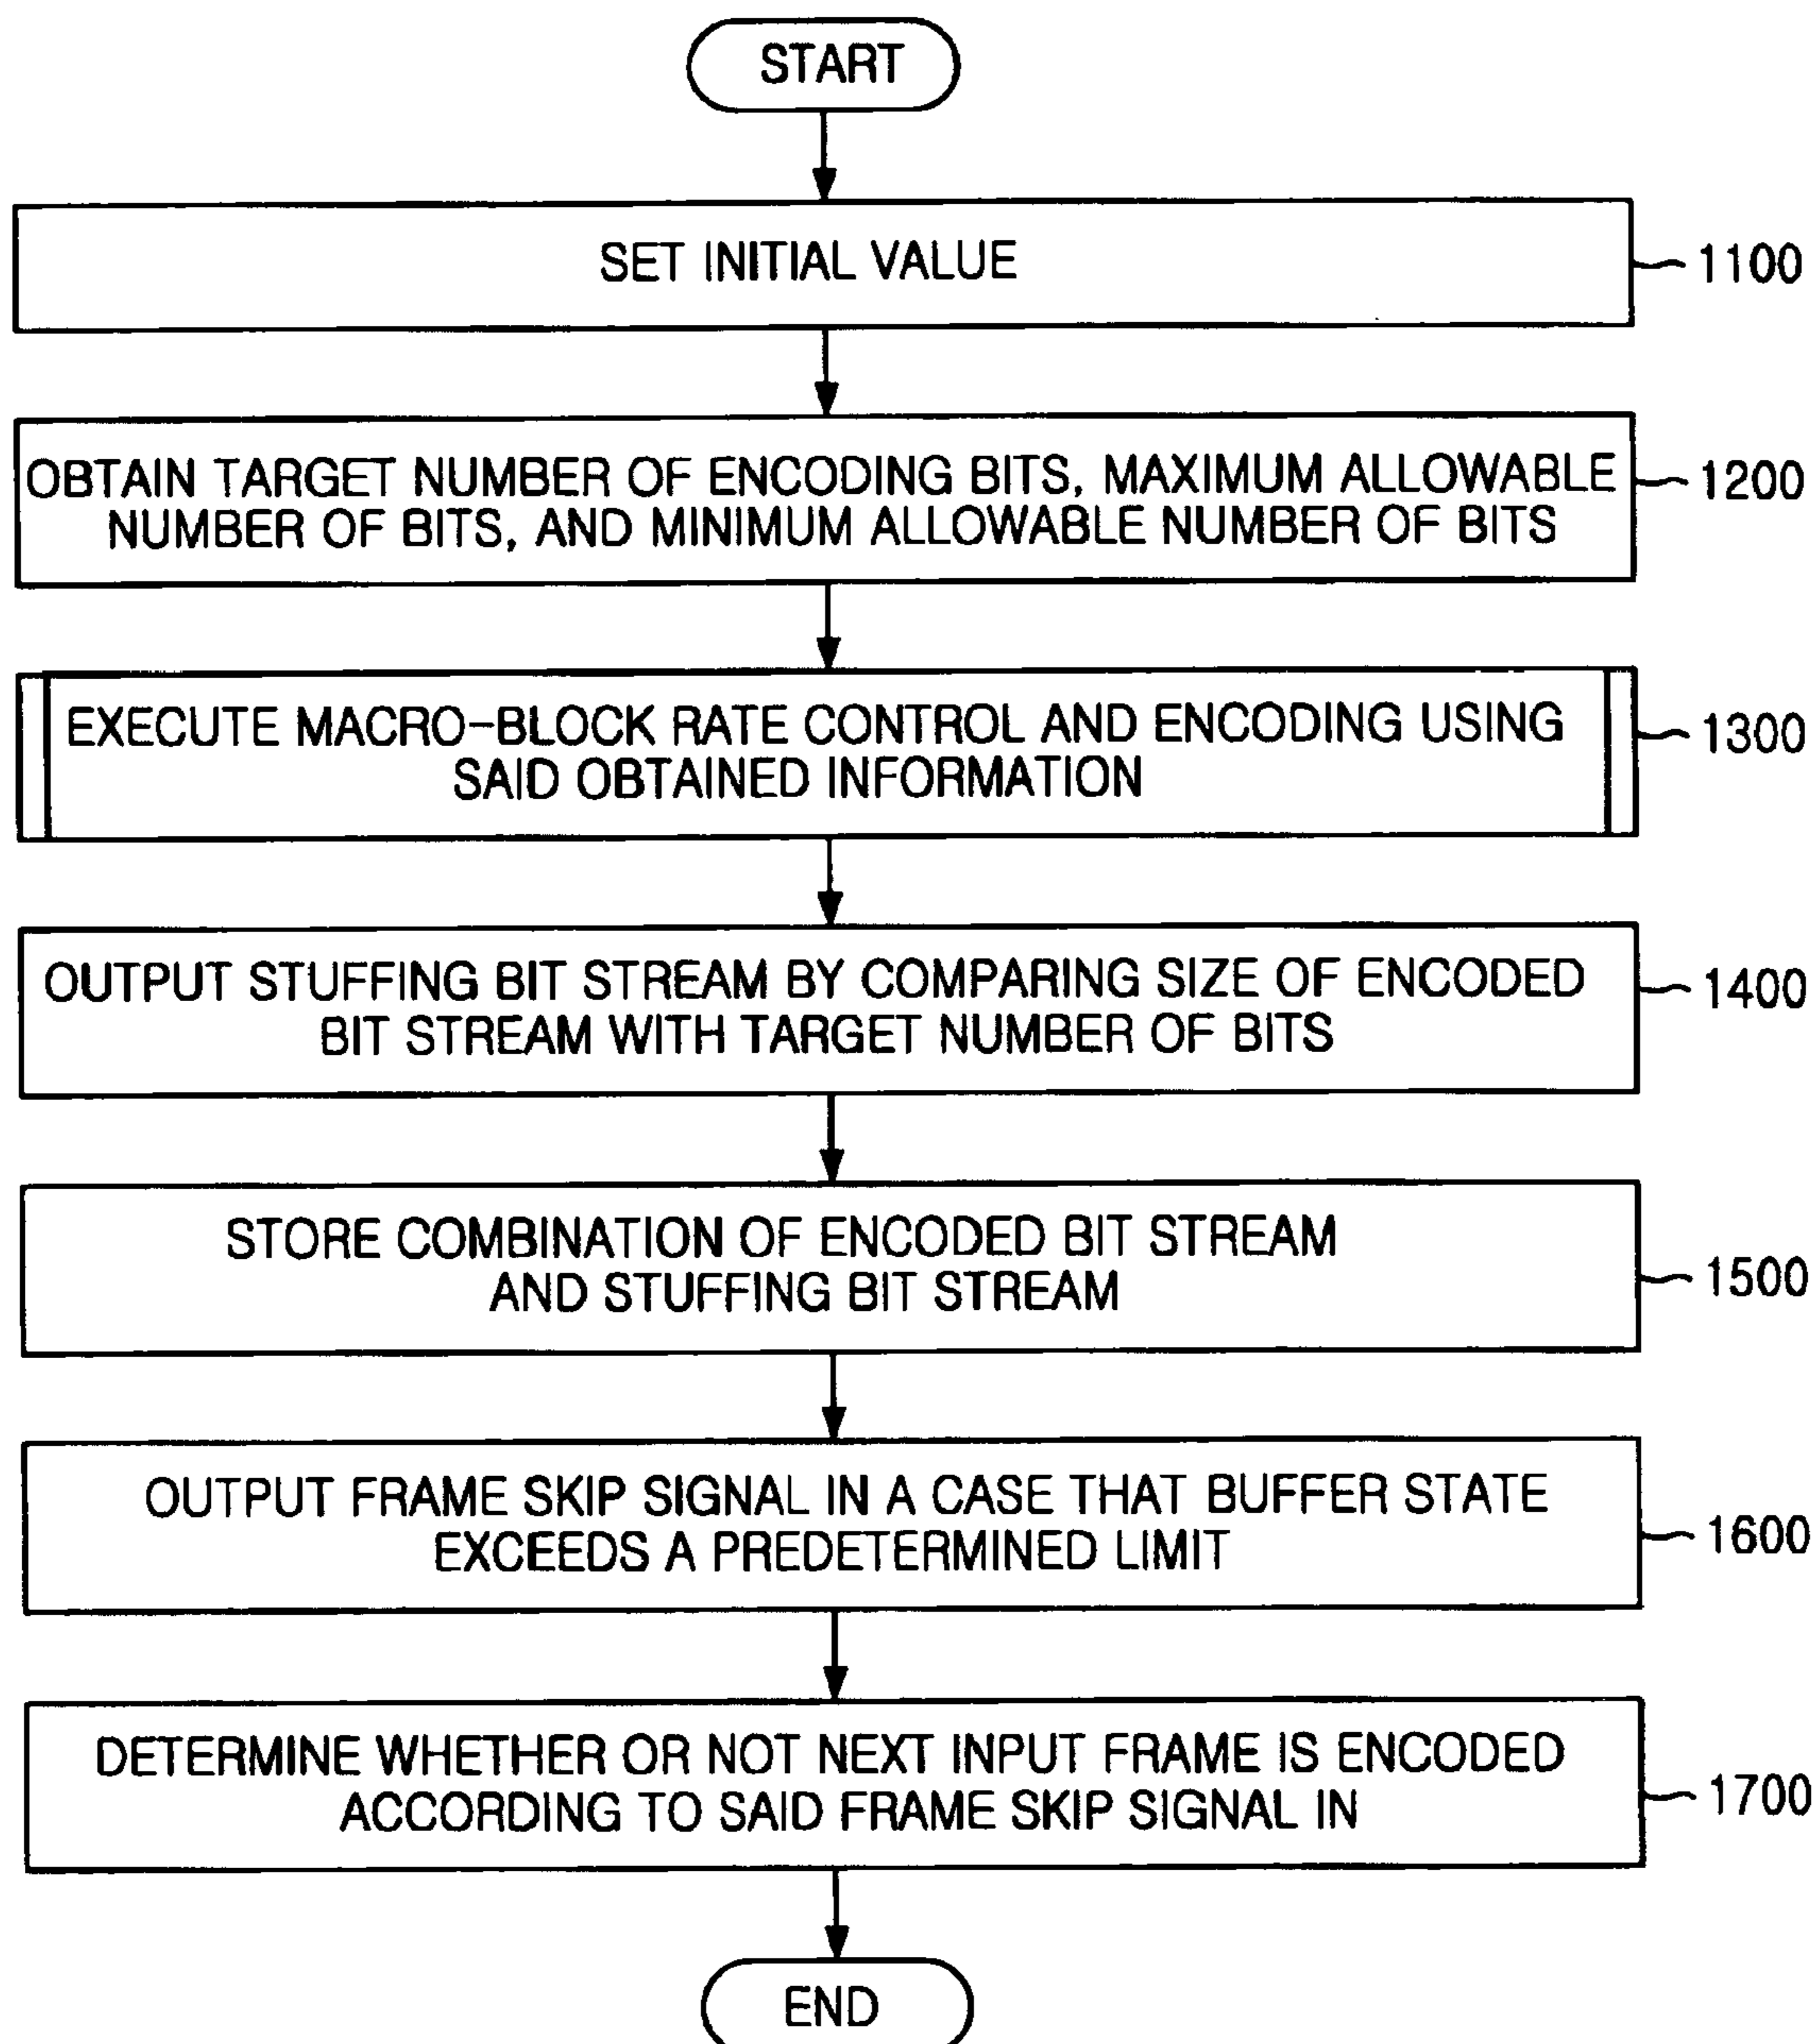 START
SET INITIAL VALUE
1100
OBTAIN TARGET NUMBER OF ENCODING BITS, MAXIMUM ALLOWABLE
NUMBER OF BITS, AND MINIMUM ALLOWABLE NUMBER OF BITS
1200
EXECUTE MACRO-BLOCK RATE CONTROL AND ENCODING USING
SAID OBTAINED INFORMATION
1300
OUTPUT STUFFING BIT STREAM BY COMPARING SIZE OF ENCODED
BIT STREAM WITH TARGET NUMBER OF BITS
1400
STORE COMBINATION OF ENCODED BIT STREAM
AND STUFFING BIT STREAM
1500
OUTPUT FRAME SKIP SIGNAL IN A CASE THAT BUFFER STATE
EXCEEDS A PREDETERMINED LIMIT
1600
DETERMINE WHETHER OR NOT NEXT INPUT FRAME IS ENCODED
ACCORDING TO SAID FRAME SKIP SIGNAL IN
1700
END